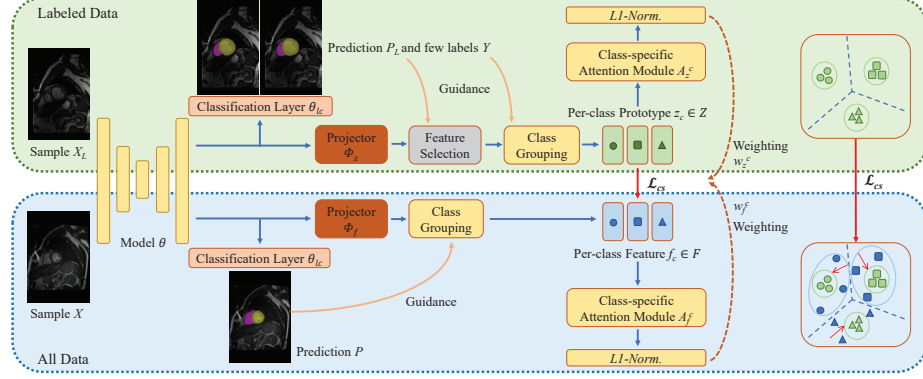 Labeled Data
Sample X_L
Classification Layer θ_lc
Prediction P_L and few labels Y
Guidance
Projector
Φ_z
Feature
Selection
Class
Grouping
L1-Norm.
Class-specific
Attention Module A_z^c
Per-class Prototype z_c ∈ Z
Weighting
w_z^c
ℒ_cs
ℒ_cs
Model θ
Sample X
All Data
Projector
Φ_f
Class
Grouping
Classification Layer θ_lc
Guidance
Prediction P
w_f^c
Weighting
Per-class Feature f_c ∈ F
Class-specific
Attention Module A_f^c
L1-Norm.